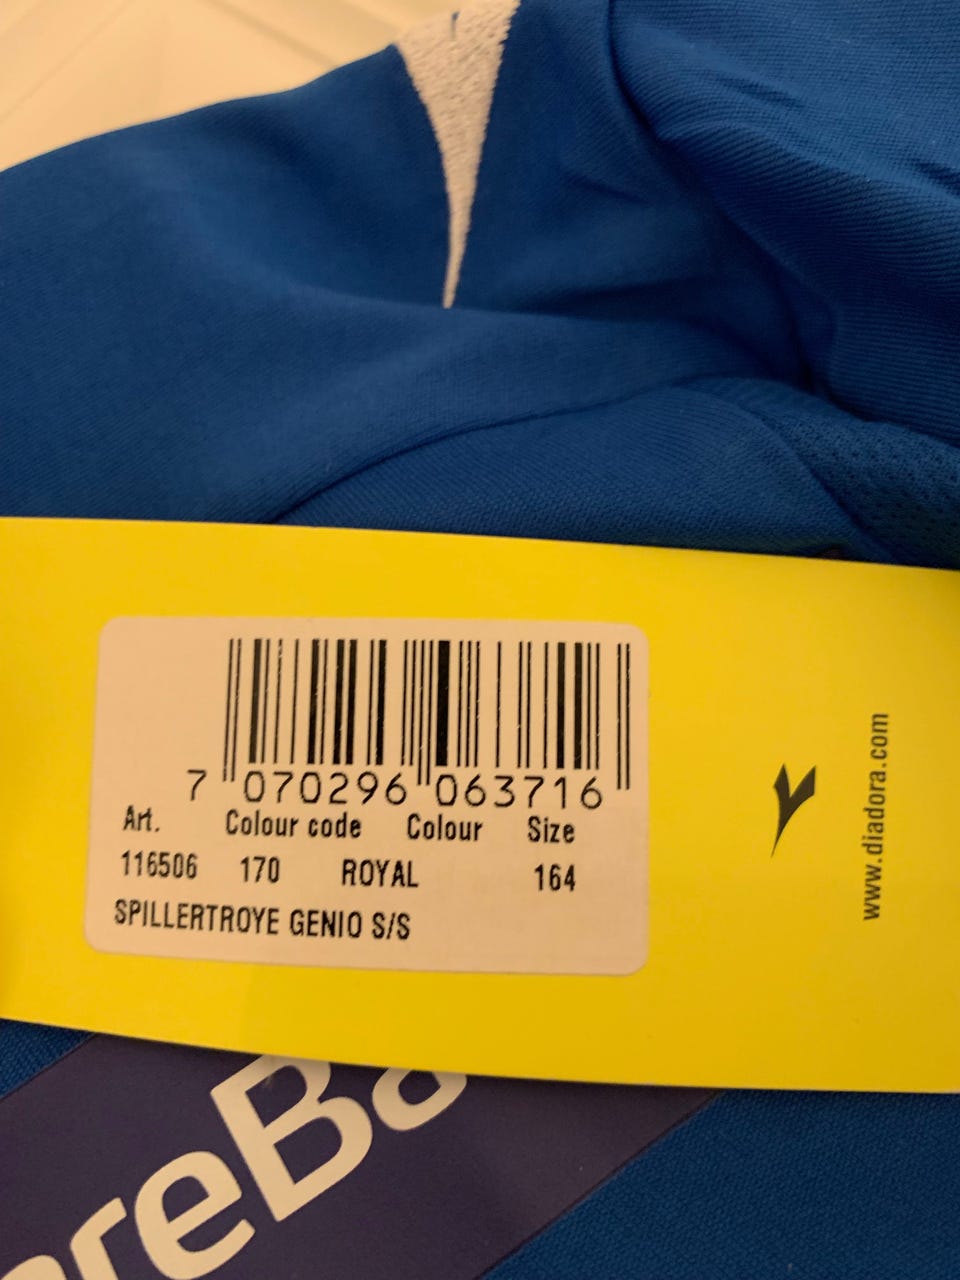 7 070296 063716
Art. Colour code Colour Size
116506 170 ROYAL 164
SPILLERTROYE GENIO S/S
www.diadora.com